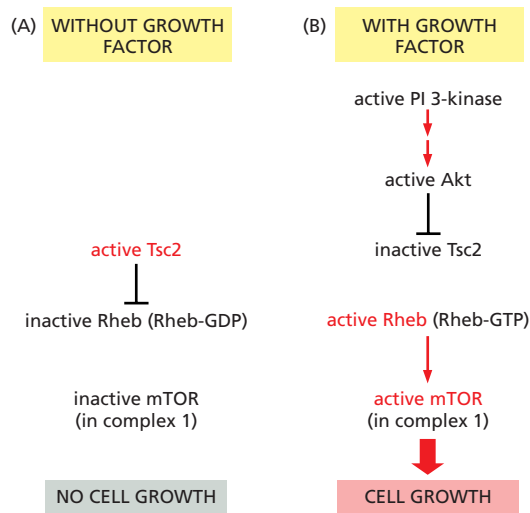 (A) WITHOUT GROWTH
FACTOR
active Tsc2
inactive Rheb (Rheb-GDP)
inactive mTOR
(in complex 1)
NO CELL GROWTH
(B) WITH GROWTH
FACTOR
active PI 3-kinase
active Akt
inactive Tsc2
active Rheb (Rheb-GTP)
active mTOR
(in complex 1)
CELL GROWTH